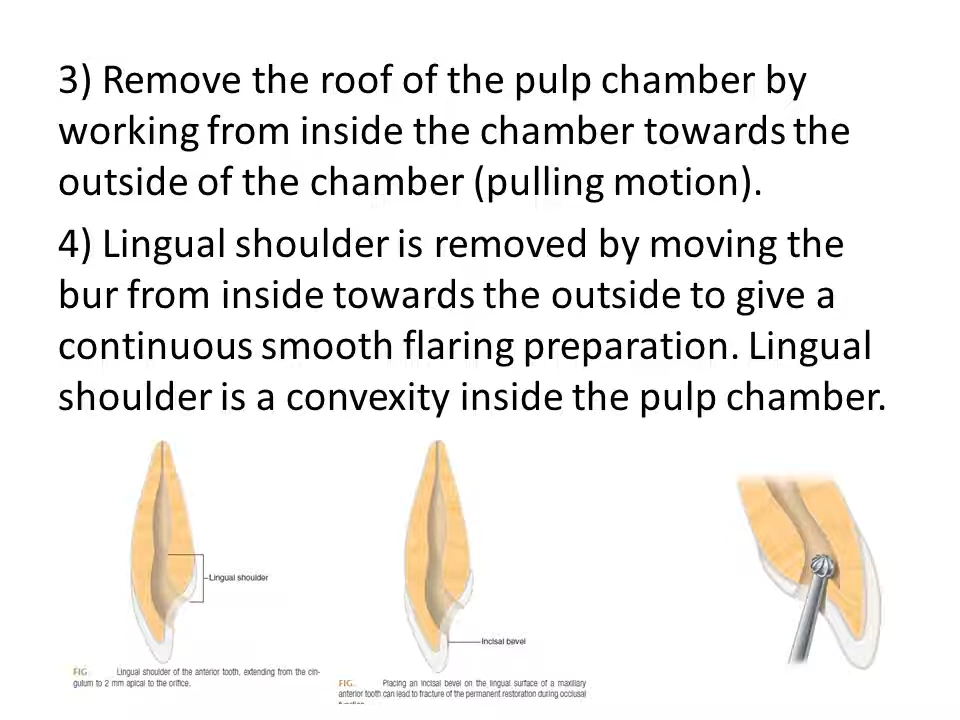 3) Remove the roof of the pulp chamber by
working from inside the chamber towards the
outside of the chamber (pulling motion).
4) Lingual shoulder is removed by moving the
bur from inside towards the outside to give a
continuous smooth flaring preparation. Lingual
shoulder is a convexity inside the pulp chamber.
Lingual shoulder
Incisal bevel
FIG. Lingual shoulder of the anterior tooth, extending from the cin-
gulum to 2 mm apical to the orifice.
FIG. Placing an incisal bevel on the lingual surface of a maxillary
anterior tooth can lead to fracture of the permanent restoration during occlusal